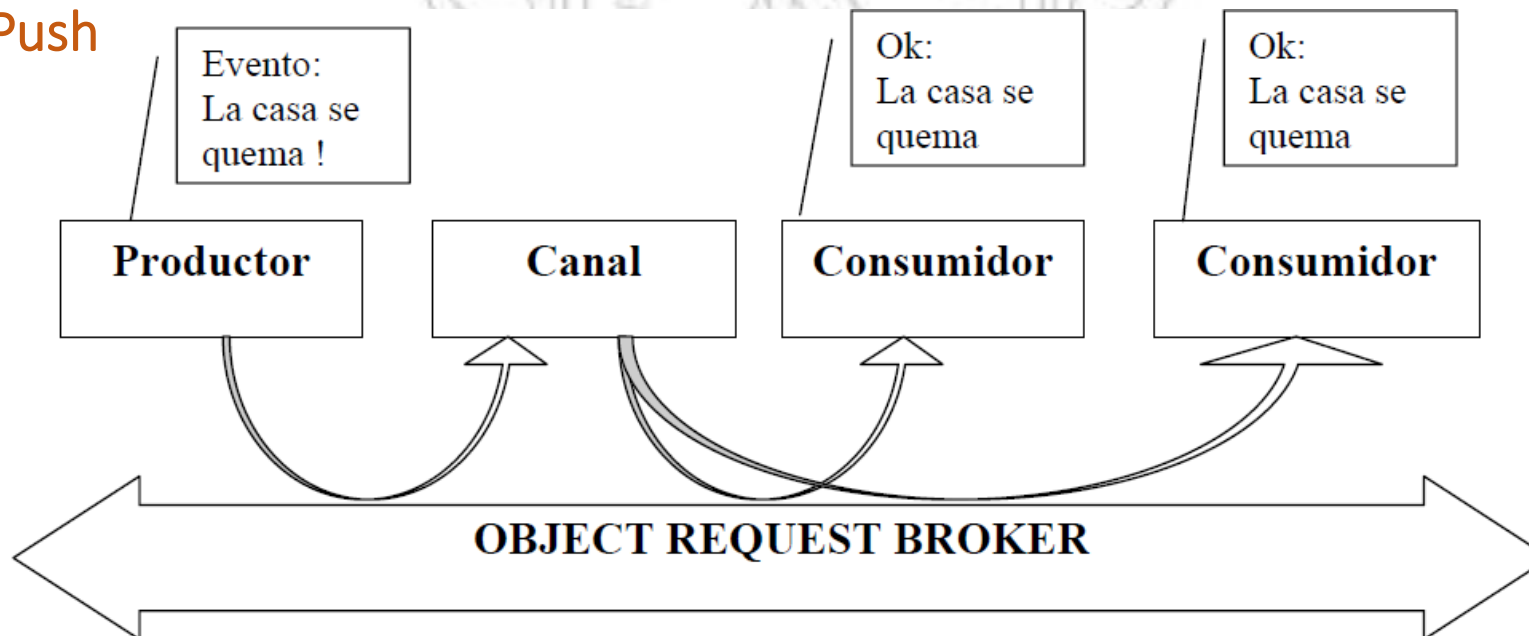 Push
Evento:
La casa se
quema !
Ok:
La casa se
quema
Ok:
La casa se
quema
Productor
Canal
Consumidor
Consumidor
OBJECT REQUEST BROKER